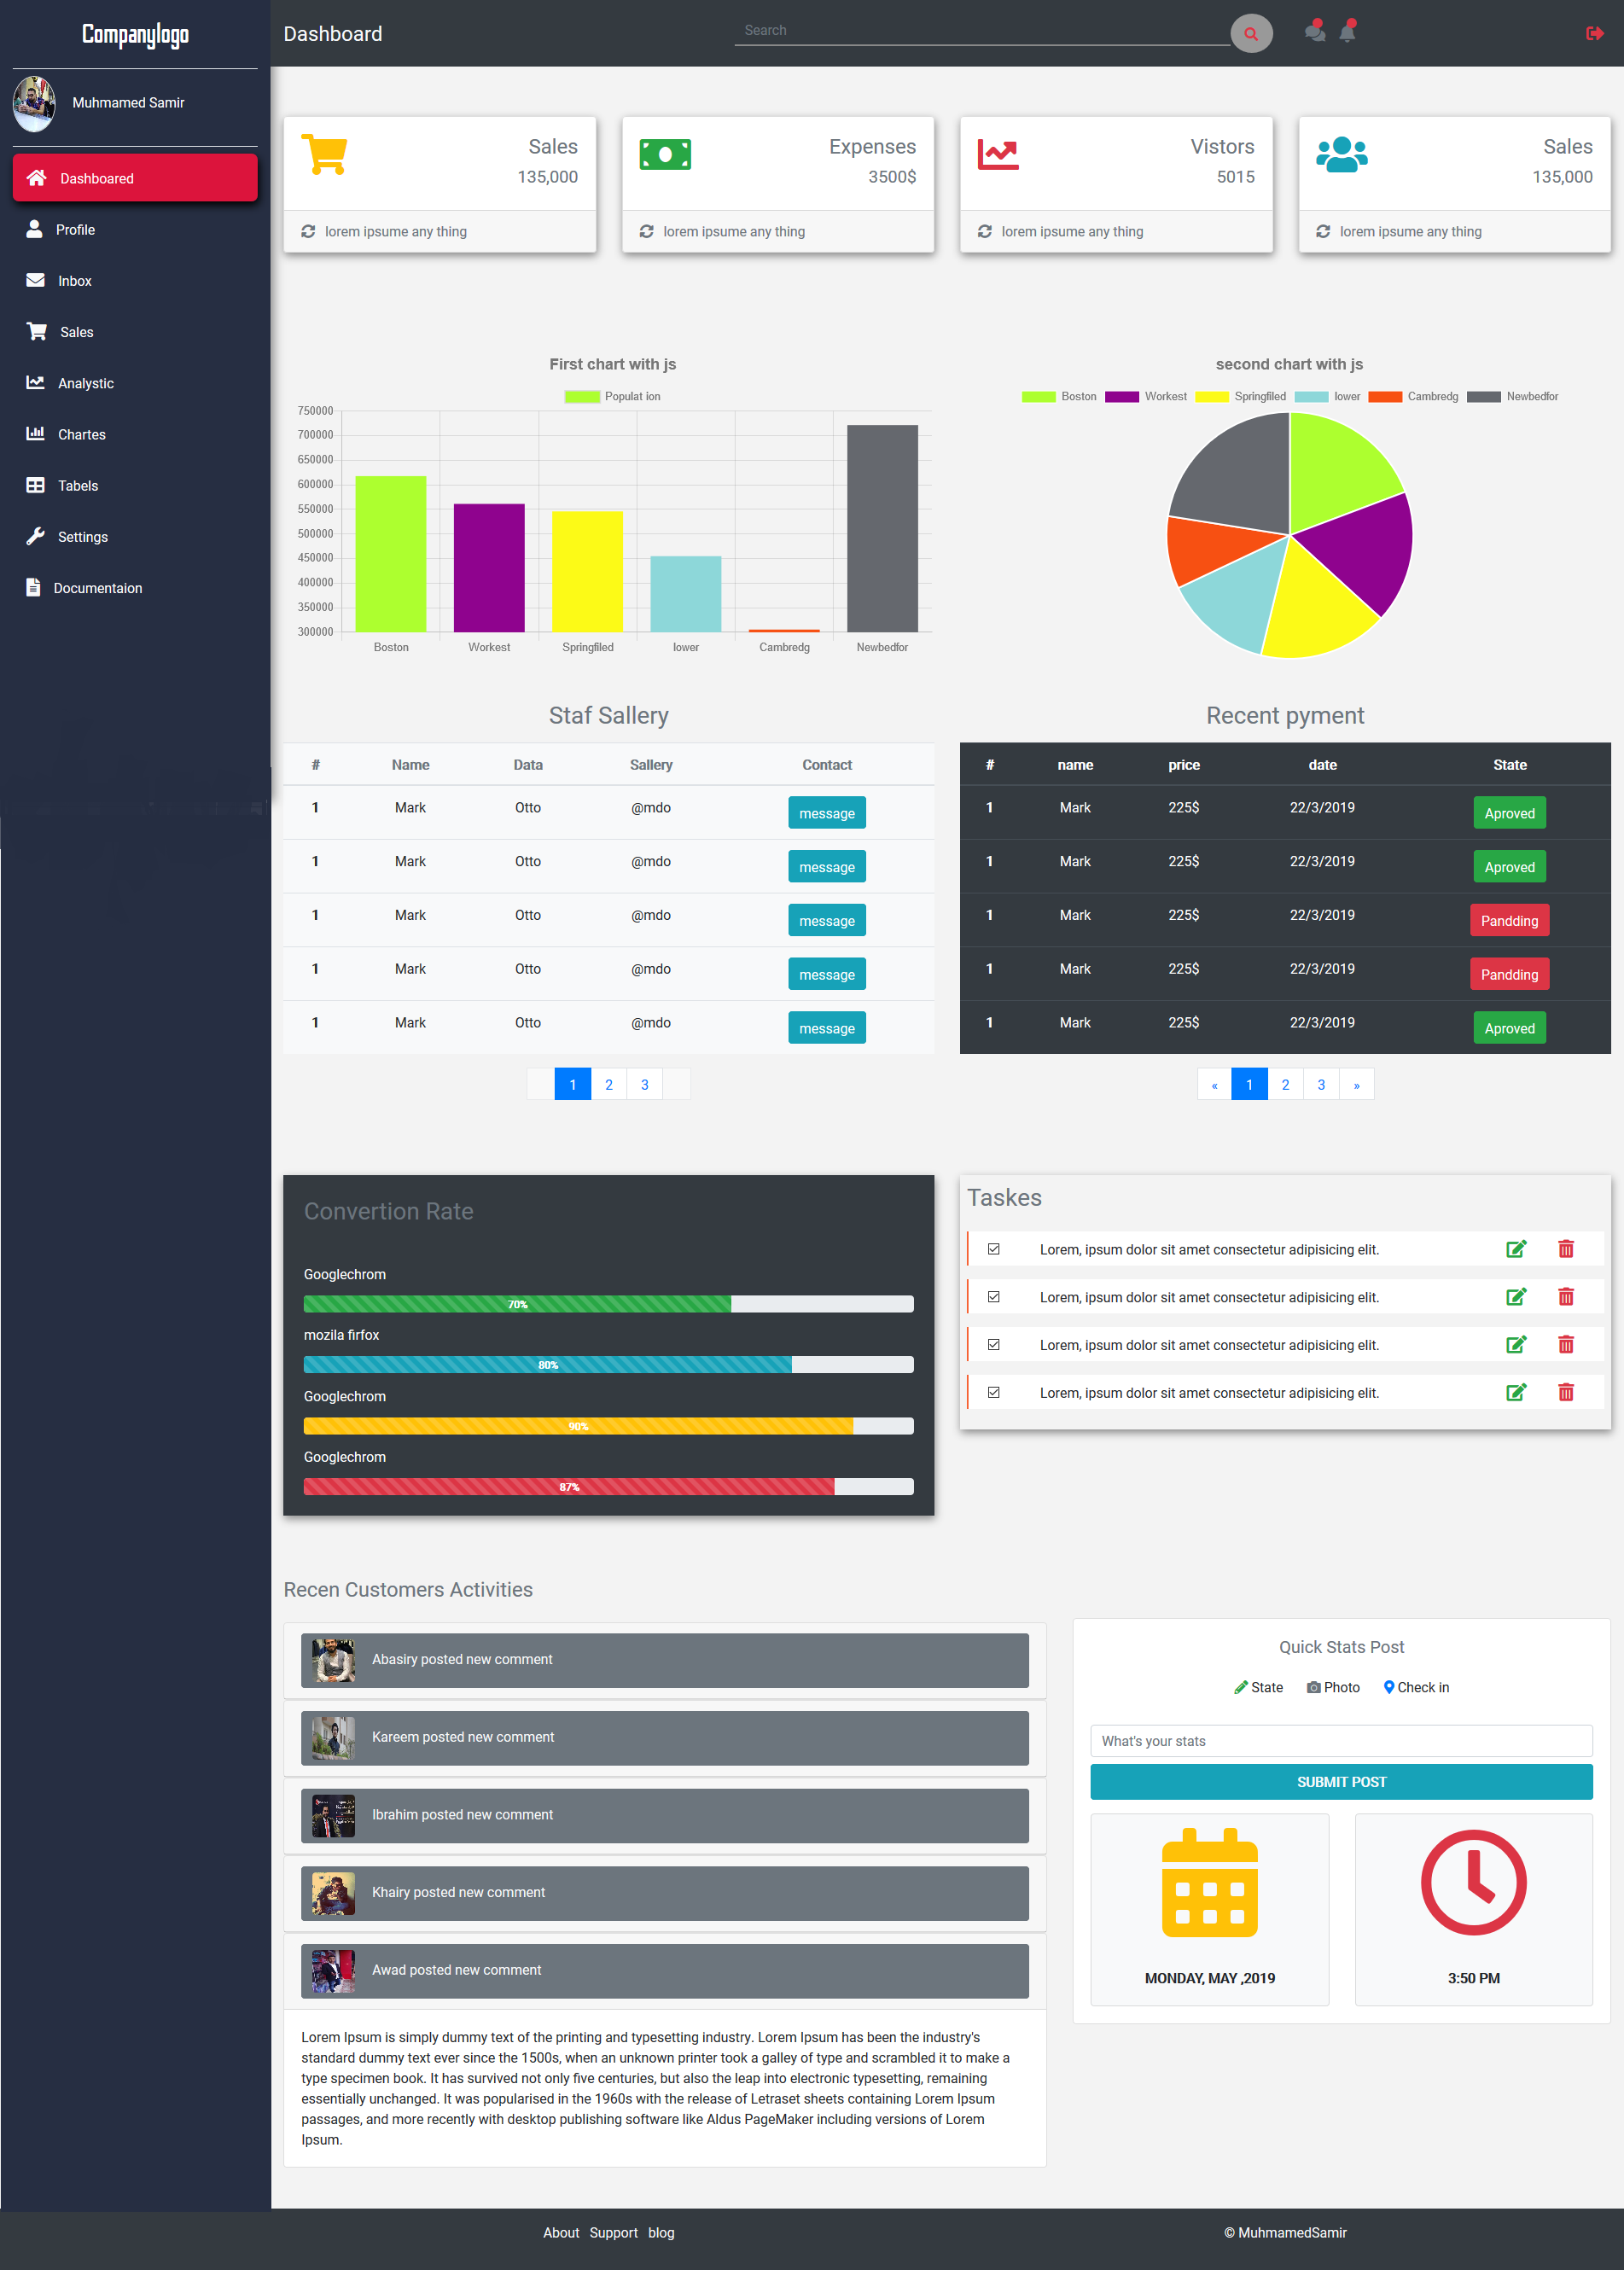 Companylogo
Muhmamed Samir
Dashboared
Profile
Inbox
Sales
Analystic
Chartes
Tabels
Settings
Documentaion
Dashboard
Search
Sales
135,000
lorem ipsume any thing
Expenses
3500$
lorem ipsume any thing
Vistors
5015
lorem ipsume any thing
Sales
135,000
lorem ipsume any thing
First chart with js
Populat ion
750000
700000
650000
600000
550000
500000
450000
400000
350000
300000
Boston Workest Springfiled lower Cambredg Newbedfor
second chart with js
Boston Workest Springfiled lower Cambredg Newbedfor
Staf Sallery
# Name Data Sallery Contact
1 Mark Otto @mdo message
1 Mark Otto @mdo message
1 Mark Otto @mdo message
1 Mark Otto @mdo message
1 Mark Otto @mdo message
1 2 3
Recent pyment
# name price date State
1 Mark 225$ 22/3/2019 Aproved
1 Mark 225$ 22/3/2019 Aproved
1 Mark 225$ 22/3/2019 Pandding
1 Mark 225$ 22/3/2019 Pandding
1 Mark 225$ 22/3/2019 Aproved
« 1 2 3 »
Convertion Rate
Googlechrom
70%
mozila firfox
80%
Googlechrom
90%
Googlechrom
87%
Taskes
Lorem, ipsum dolor sit amet consectetur adipisicing elit.
Lorem, ipsum dolor sit amet consectetur adipisicing elit.
Lorem, ipsum dolor sit amet consectetur adipisicing elit.
Lorem, ipsum dolor sit amet consectetur adipisicing elit.
Recen Customers Activities
Abasiry posted new comment
Kareem posted new comment
Ibrahim posted new comment
Khairy posted new comment
Awad posted new comment
Lorem Ipsum is simply dummy text of the printing and typesetting industry. Lorem Ipsum has been the industry's
standard dummy text ever since the 1500s, when an unknown printer took a galley of type and scrambled it to make a
type specimen book. It has survived not only five centuries, but also the leap into electronic typesetting, remaining
essentially unchanged. It was popularised in the 1960s with the release of Letraset sheets containing Lorem Ipsum
passages, and more recently with desktop publishing software like Aldus PageMaker including versions of Lorem
Ipsum.
Quick Stats Post
State Photo Check in
What's your stats
SUBMIT POST
MONDAY, MAY ,2019
3:50 PM
About Support blog
© MuhmamedSamir